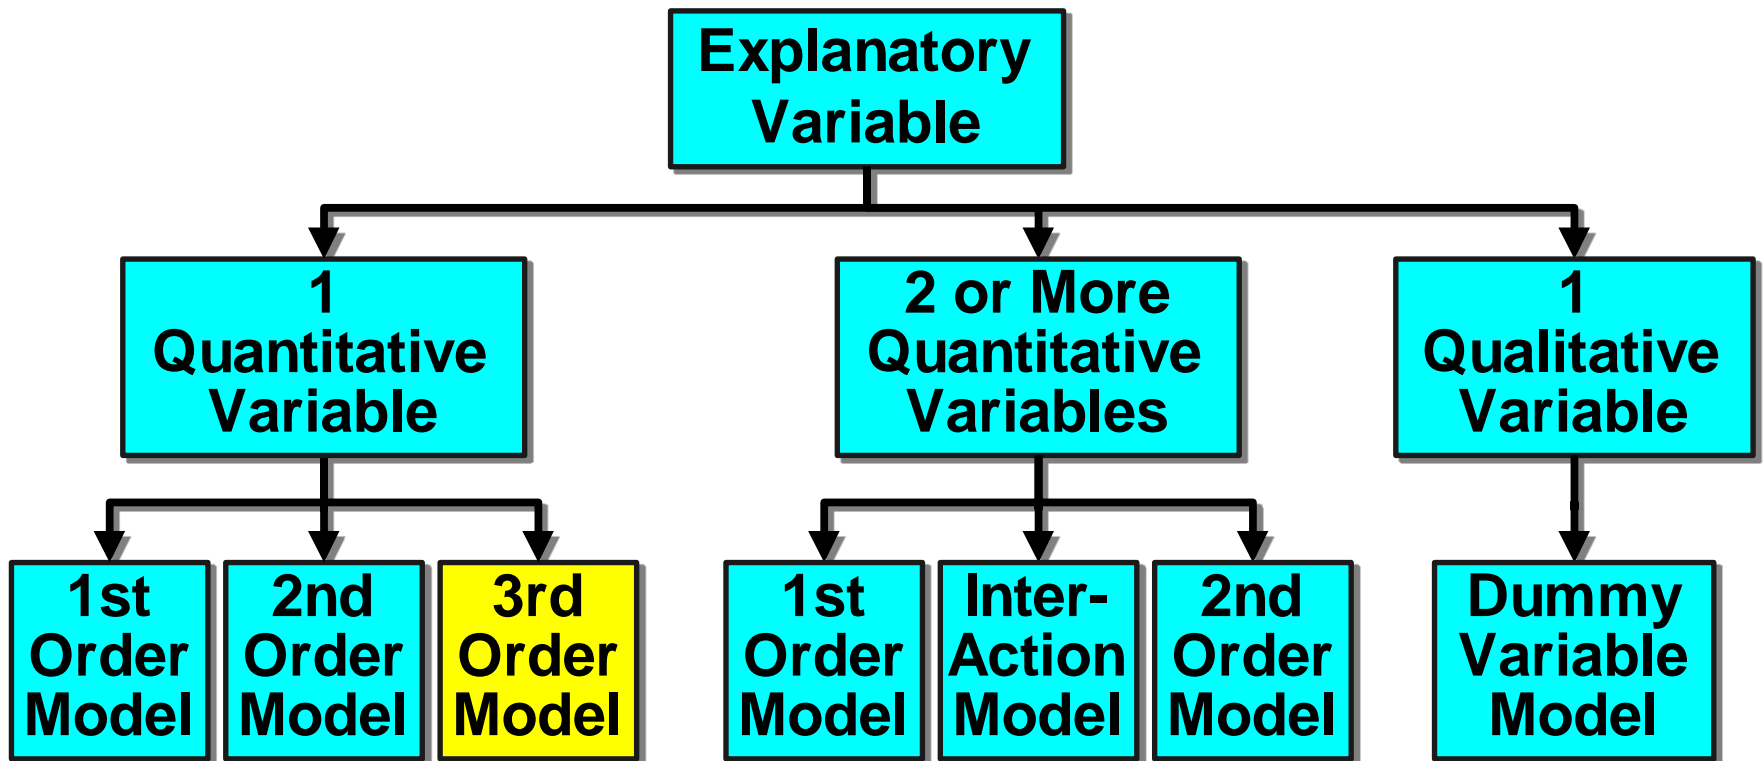 Explanatory
Variable
1
Quantitative
Variable
2 or More
Quantitative
Variables
1
Qualitative
Variable
1st
Order
Model
2nd
Order
Model
3rd
Order
Model
1st
Order
Model
Inter-
Action
Model
2nd
Order
Model
Dummy
Variable
Model